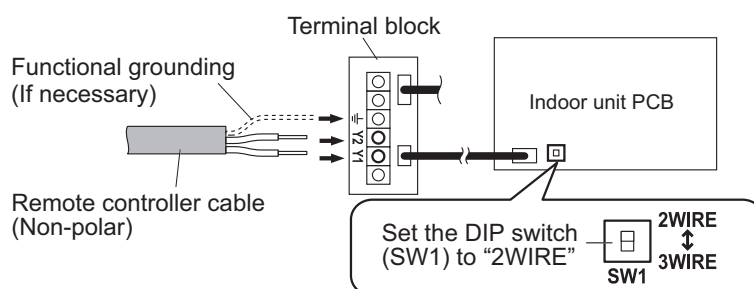 Terminal block
Functional grounding
(If necessary)
Indoor unit PCB
Y2
Y1
Remote controller cable
(Non-polar)
Set the DIP switch
(SW1) to “2WIRE”
2WIRE
3WIRE
SW1